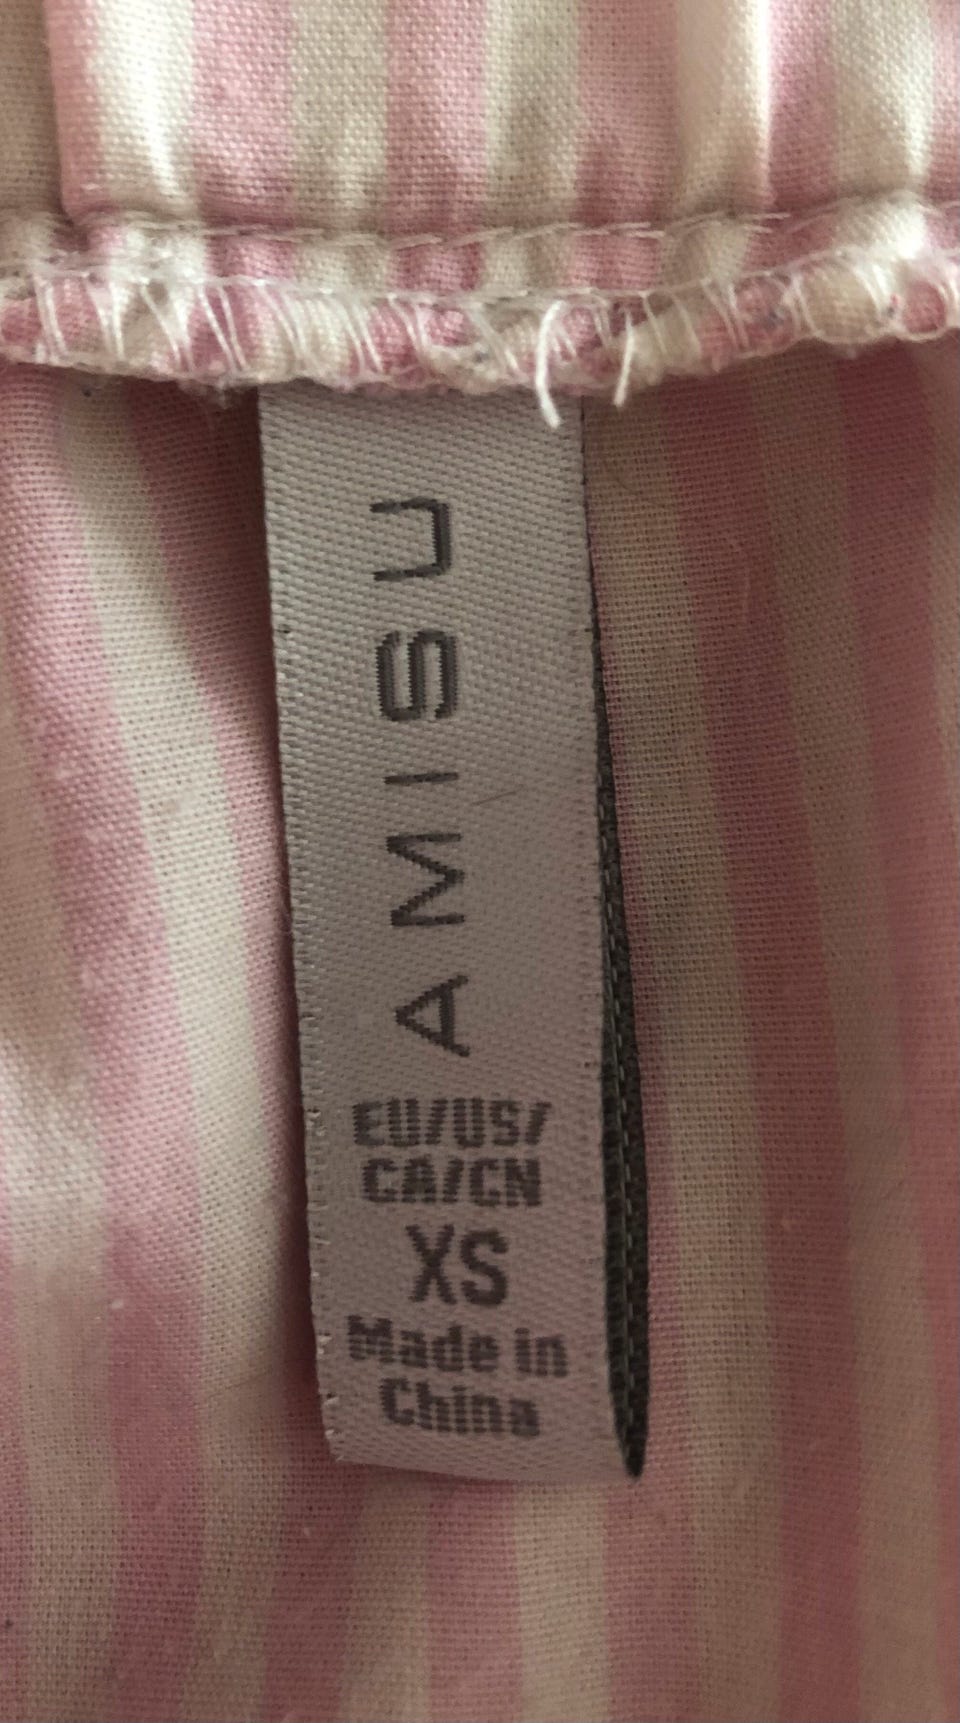 AMISU
EU/US/
CA/CN
XS
Made in
China